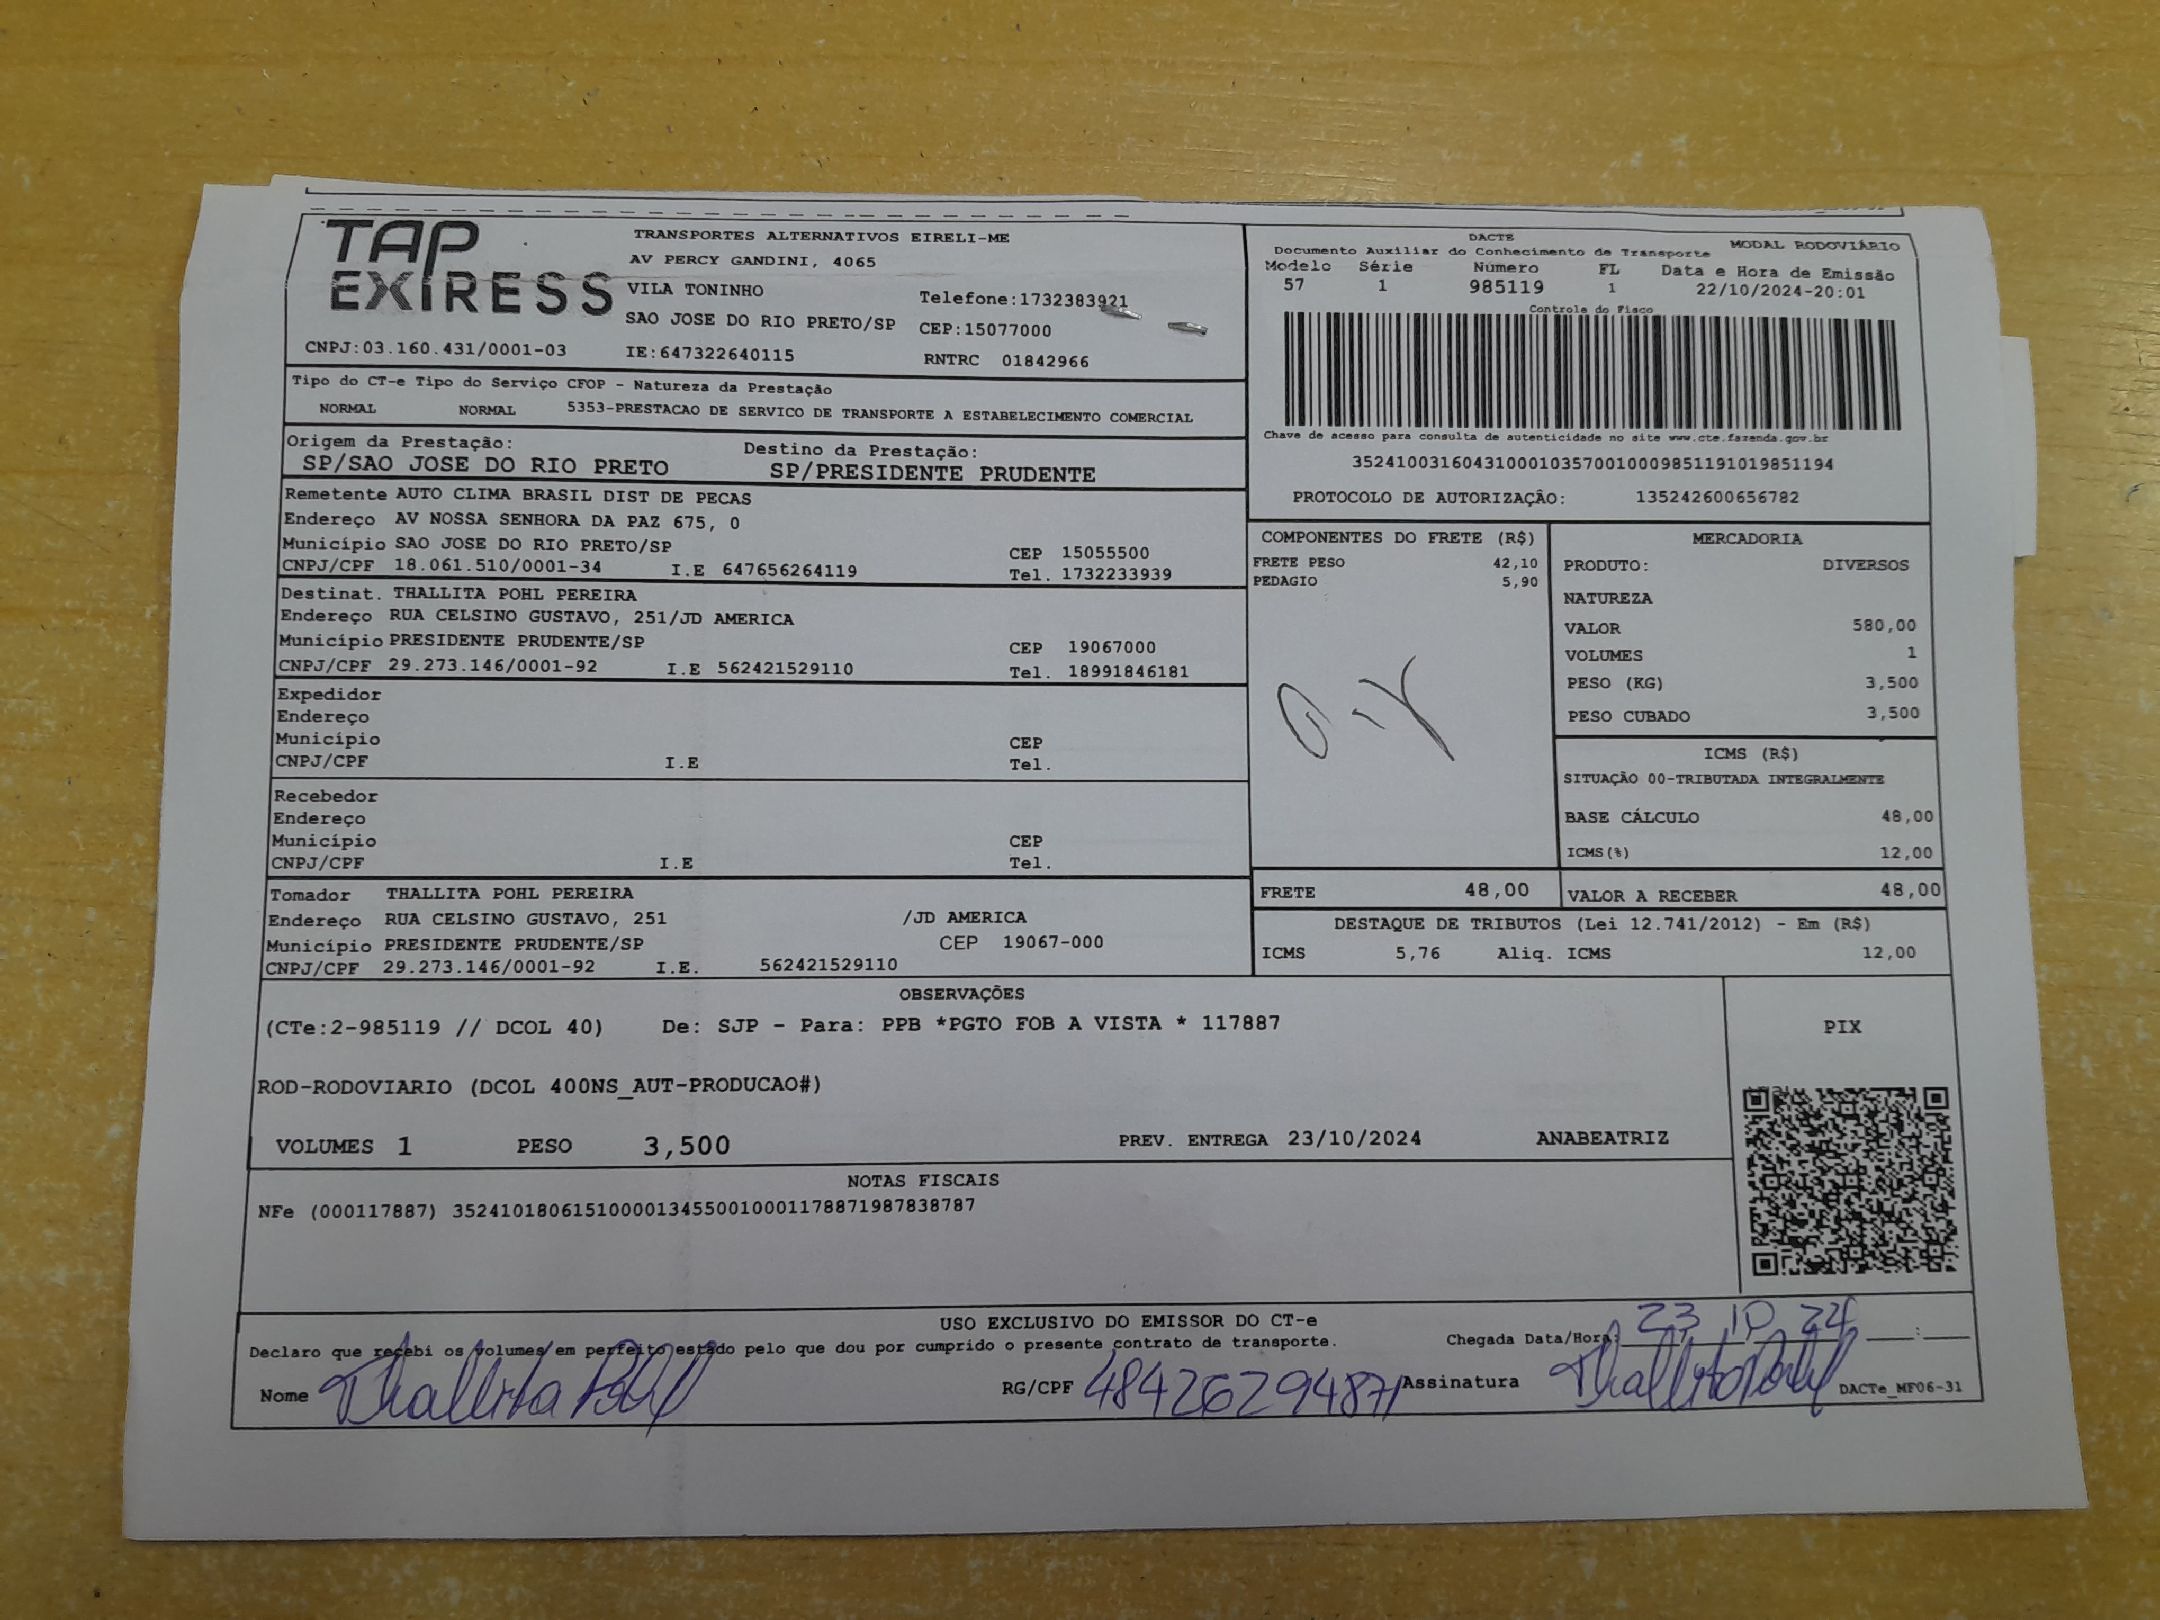 TAP
EXPRESS
TRANSPORTES ALTERNATIVOS EIRELI-ME
AV PERCY GANDINI, 4065
VILA TONINHO
Telefone:1732383921
SAO JOSE DO RIO PRETO/SP CEP:15077000
CNPJ:03.160.431/0001-03 IE:647322640115 RNTRC 01842966
DACTE MODAL RODOVIÁRIO
Documento Auxiliar do Conhecimento de Transporte
Modelo Série Número FL Data e Hora de Emissão
57 1 985119 1 22/10/2024-20:01
Controle do Fisco
Chave de acesso para consulta de autenticidade no site www.cte.fazenda.gov.br
35241003160431000103570010009851191019851194
PROTOCOLO DE AUTORIZAÇÃO: 135242600656782
Tipo do CT-e Tipo do Serviço CFOP - Natureza da Prestação
NORMAL NORMAL 5353-PRESTACAO DE SERVICO DE TRANSPORTE A ESTABELECIMENTO COMERCIAL
Origem da Prestação: Destino da Prestação:
SP/SAO JOSE DO RIO PRETO SP/PRESIDENTE PRUDENTE
Remetente AUTO CLIMA BRASIL DIST DE PECAS
Endereço AV NOSSA SENHORA DA PAZ 675, 0
Município SAO JOSE DO RIO PRETO/SP CEP 15055500
CNPJ/CPF 18.061.510/0001-34 I.E 647656264119 Tel. 1732233939
Destinat. THALLITA POHL PEREIRA
Endereço RUA CELSINO GUSTAVO, 251/JD AMERICA
Município PRESIDENTE PRUDENTE/SP CEP 19067000
CNPJ/CPF 29.273.146/0001-92 I.E 562421529110 Tel. 18991846181
Expedidor
Endereço
Município CEP
CNPJ/CPF I.E Tel.
Recebedor
Endereço
Município CEP
CNPJ/CPF I.E Tel.
Tomador THALLITA POHL PEREIRA
Endereço RUA CELSINO GUSTAVO, 251 /JD AMERICA
Município PRESIDENTE PRUDENTE/SP CEP 19067-000
CNPJ/CPF 29.273.146/0001-92 I.E. 562421529110
COMPONENTES DO FRETE (R$)
FRETE PESO 42,10
PEDAGIO 5,90
MERCADORIA
PRODUTO: DIVERSOS
NATUREZA
VALOR 580,00
VOLUMES 1
PESO (KG) 3,500
PESO CUBADO 3,500
ICMS (R$)
SITUAÇÃO 00-TRIBUTADA INTEGRALMENTE
BASE CÁLCULO 48,00
ICMS(%) 12,00
FRETE 48,00 VALOR A RECEBER 48,00
DESTAQUE DE TRIBUTOS (Lei 12.741/2012) - Em (R$)
ICMS 5,76 Aliq. ICMS 12,00
OBSERVAÇÕES
(CTe:2-985119 // DCOL 40) De: SJP - Para: PPB *PGTO FOB A VISTA * 117887
PIX
ROD-RODOVIARIO (DCOL 400NS_AUT-PRODUCAO#)
VOLUMES 1 PESO 3,500 PREV. ENTREGA 23/10/2024 ANABEATRIZ
NOTAS FISCAIS
NFe (000117887) 35241018061510000134550010001178871987838787
USO EXCLUSIVO DO EMISSOR DO CT-e
Declaro que recebi os volumes em perfeito estado pelo que dou por cumprido o presente contrato de transporte. Chegada Data/Hora: 23 10 24
Nome Thallita Pohl RG/CPF 48426294871 Assinatura Thallita Pohl DACTe_MF06-31